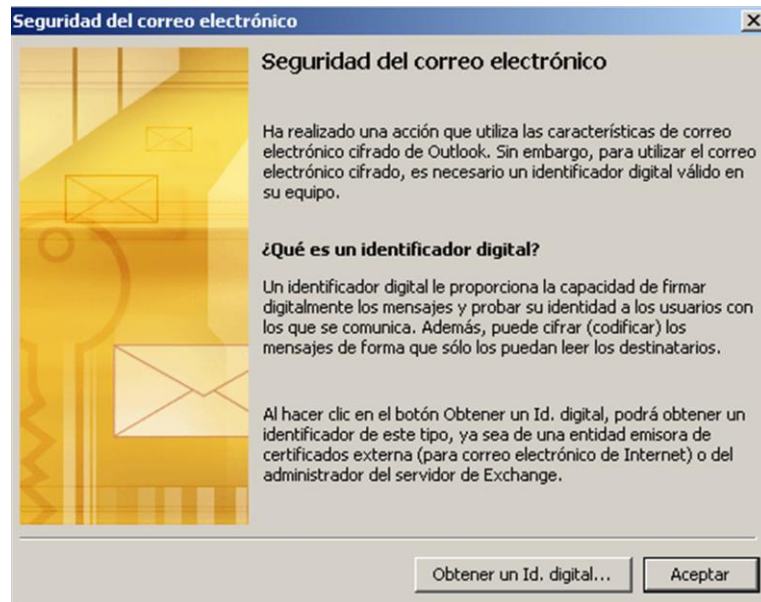 Seguridad del correo electrónico
Seguridad del correo electrónico
Ha realizado una acción que utiliza las características de correo
electrónico cifrado de Outlook. Sin embargo, para utilizar el correo
electrónico cifrado, es necesario un identificador digital válido en
su equipo.
¿Qué es un identificador digital?
Un identificador digital le proporciona la capacidad de firmar
digitalmente los mensajes y probar su identidad a los usuarios con
los que se comunica. Además, puede cifrar (codificar) los
mensajes de forma que sólo los puedan leer los destinatarios.
Al hacer clic en el botón Obtener un Id. digital, podrá obtener un
identificador de este tipo, ya sea de una entidad emisora de
certificados externa (para correo electrónico de Internet) o del
administrador del servidor de Exchange.
Obtener un Id. digital... Aceptar